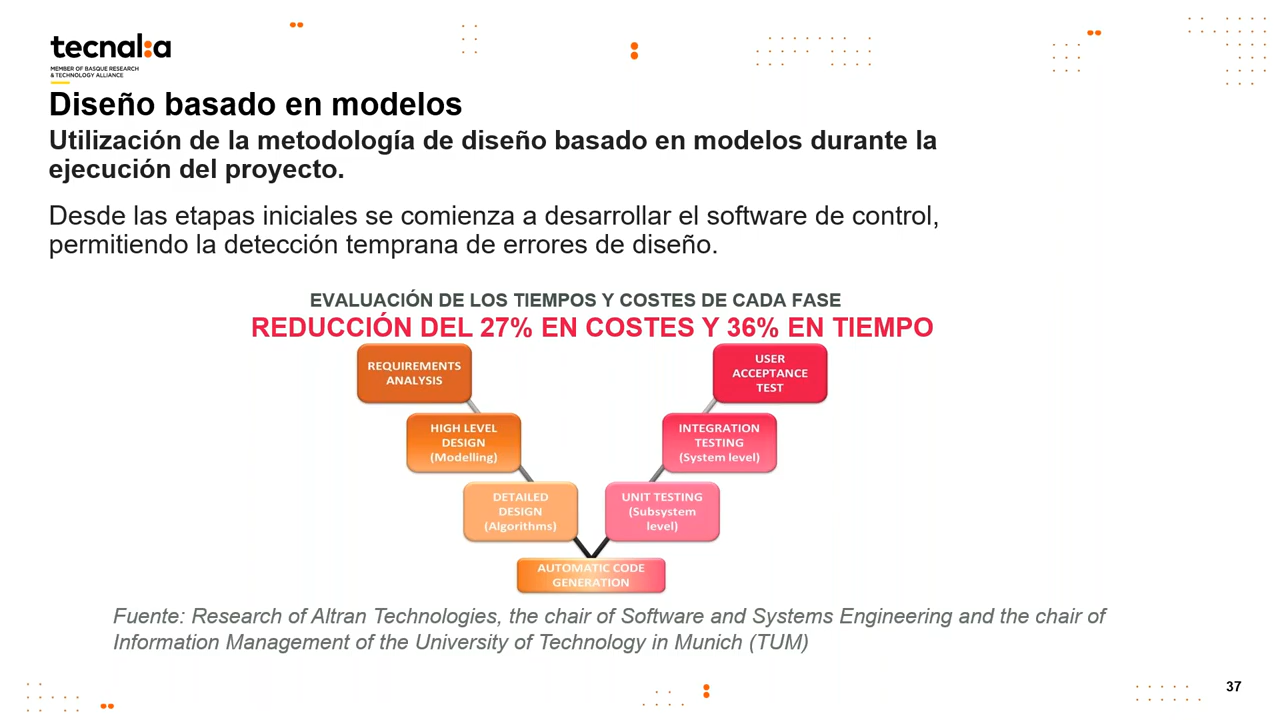 tecnalia
MEMBER OF BASQUE RESEARCH
& TECHNOLOGY ALLIANCE
Diseño basado en modelos
Utilización de la metodología de diseño basado en modelos durante la
ejecución del proyecto.
Desde las etapas iniciales se comienza a desarrollar el software de control,
permitiendo la detección temprana de errores de diseño.
EVALUACIÓN DE LOS TIEMPOS Y COSTES DE CADA FASE
REDUCCIÓN DEL 27% EN COSTES Y 36% EN TIEMPO
REQUIREMENTS
ANALYSIS
USER
ACCEPTANCE
TEST
HIGH LEVEL
DESIGN
(Modelling)
INTEGRATION
TESTING
(System level)
DETAILED
DESIGN
(Algorithms)
UNIT TESTING
(Subsystem
level)
AUTOMATIC CODE
GENERATION
Fuente: Research of Altran Technologies, the chair of Software and Systems Engineering and the chair of
Information Management of the University of Technology in Munich (TUM)
37